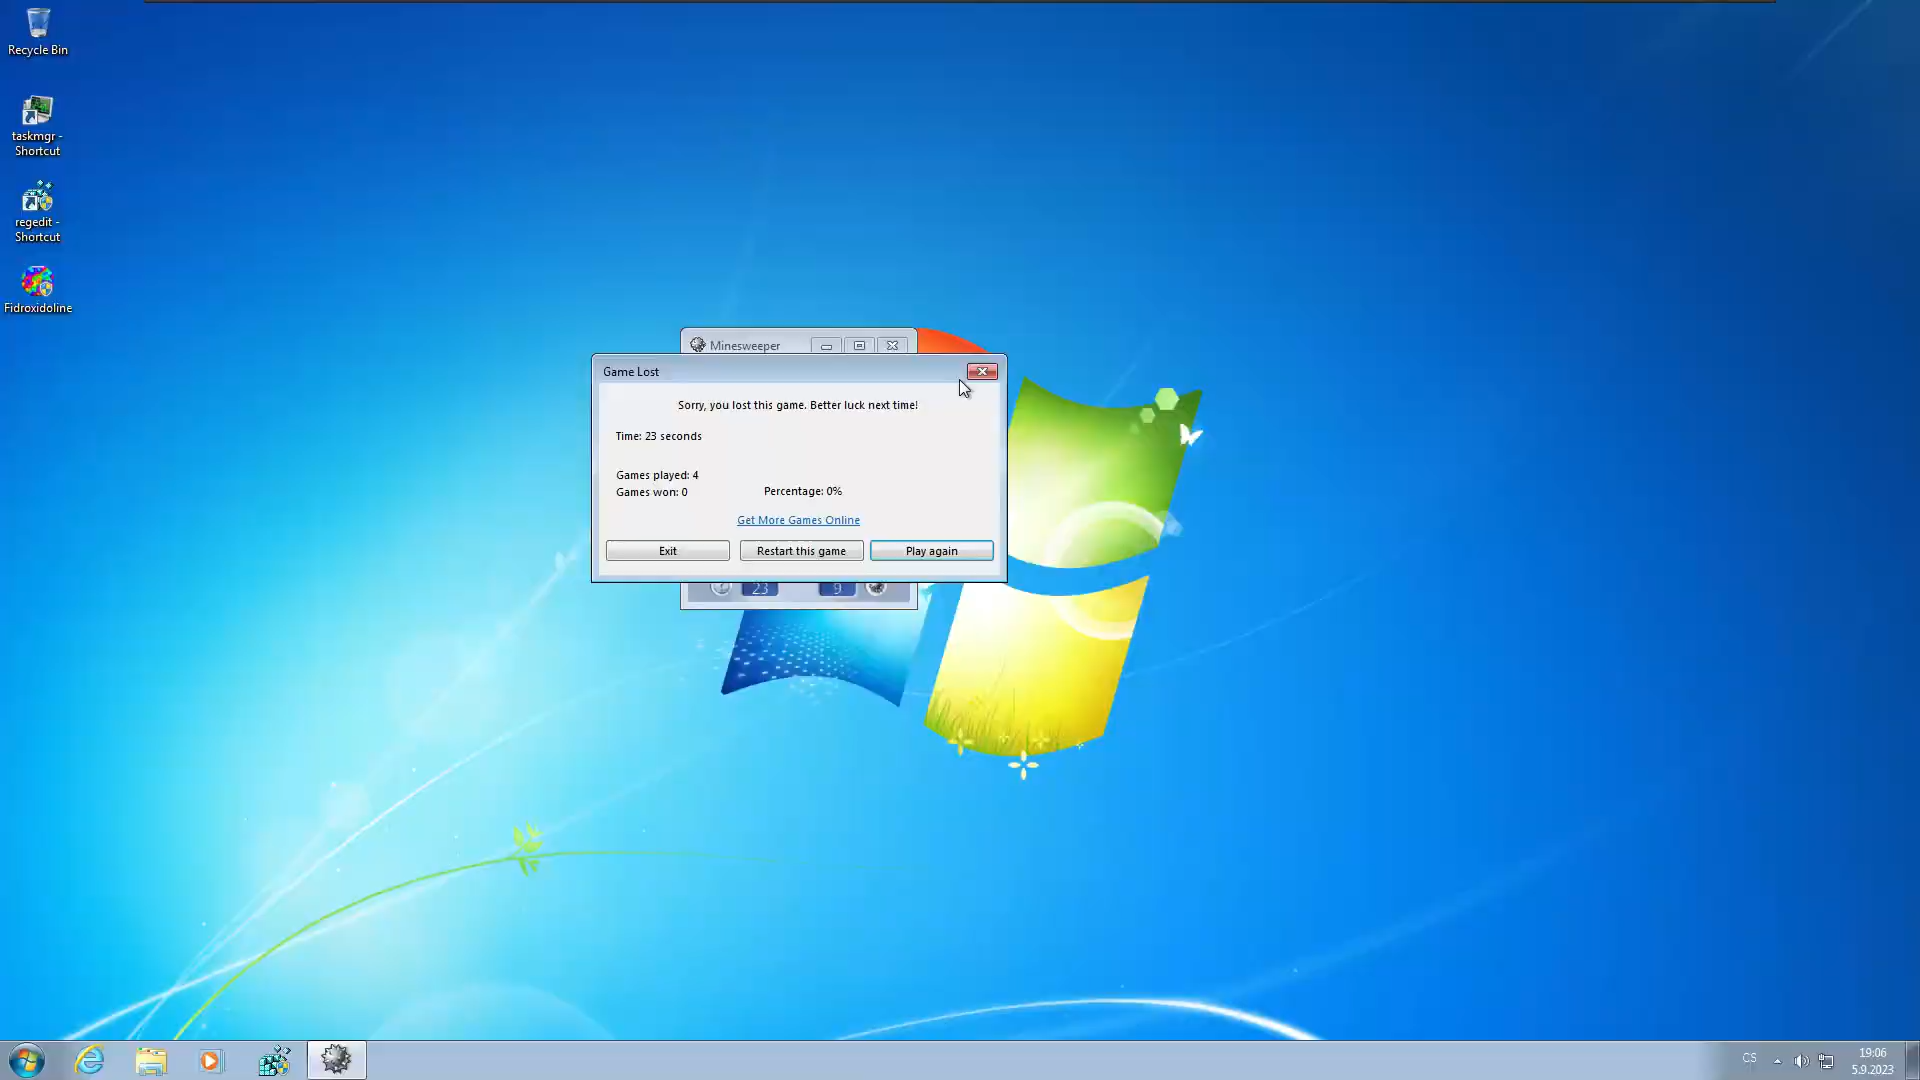 Recycle Bin
taskmgr -
Shortcut
regedit -
Shortcut
Fidroxidoline
Minesweeper
Game Lost
Sorry, you lost this game. Better luck next time!
Time: 23 seconds
Games played: 4
Games won: 0
Percentage: 0%
Get More Games Online
Exit
Restart this game
Play again
23
9
CS
19:06
5.9.2023